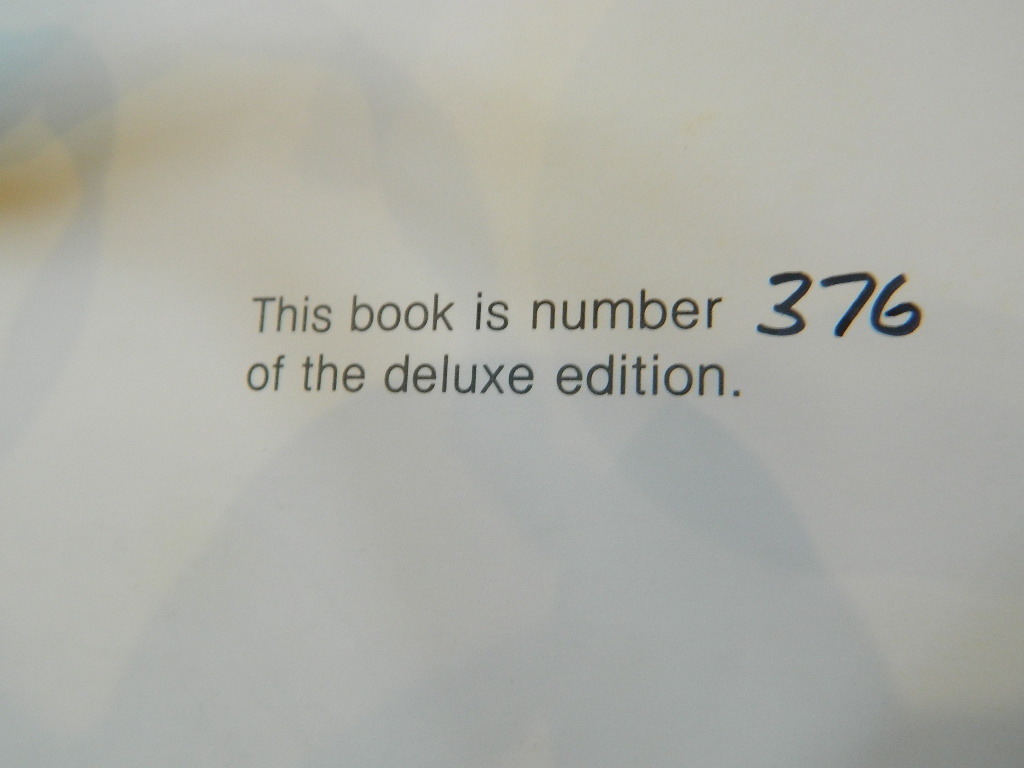 This book is number 376
of the deluxe edition.